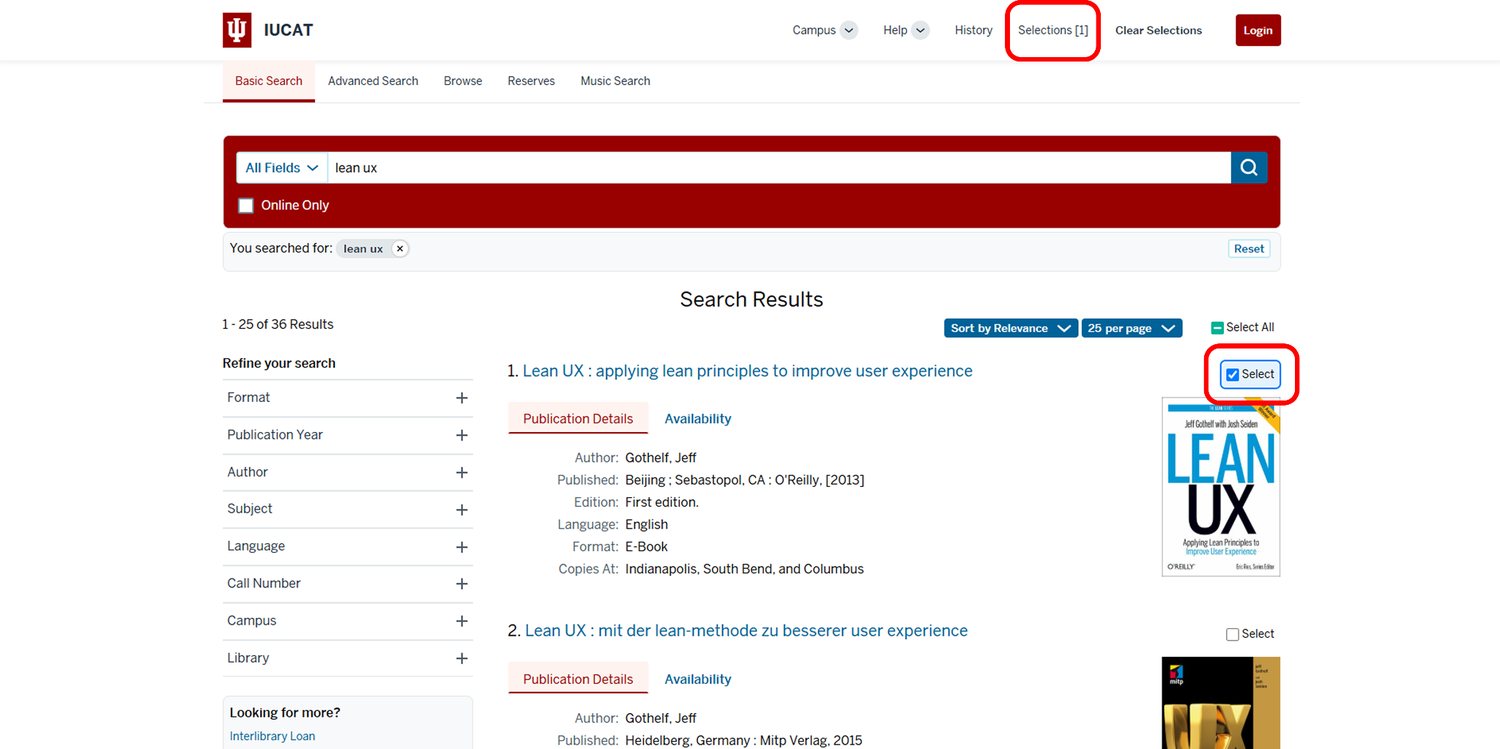 IUCAT
Campus
Help
History
Selections [1]
Clear Selections
Login
Basic Search
Advanced Search
Browse
Reserves
Music Search
All Fields
lean ux
Online Only
You searched for: lean ux ×
Reset
Search Results
1 - 25 of 36 Results
Sort by Relevance
25 per page
Select All
Refine your search
Format
Publication Year
Author
Subject
Language
Call Number
Campus
Library
Looking for more?
Interlibrary Loan
1. Lean UX : applying lean principles to improve user experience
Select
Publication Details
Availability
Author: Gothelf, Jeff
Published: Beijing : Sebastopol, CA : O'Reilly, [2013]
Edition: First edition.
Language: English
Format: E-Book
Copies At: Indianapolis, South Bend, and Columbus
Jeff Gothelf with Josh Seiden
LEAN
UX
Applying Lean Principles to
Improve User Experience
O'REILLY
Eric Ries, Series Editor
2. Lean UX : mit der lean-methode zu besserer user experience
Select
Publication Details
Availability
Author: Gothelf, Jeff
Published: Heidelberg, Germany : Mitp Verlag, 2015
mitp